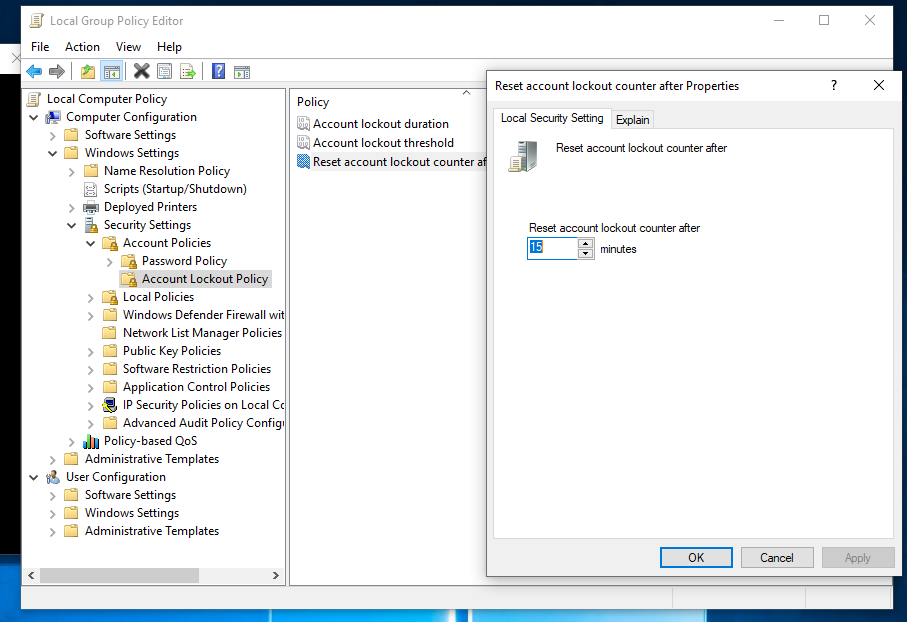 Local Group Policy Editor
File Action View Help
Local Computer Policy
Computer Configuration
Software Settings
Windows Settings
Name Resolution Policy
Scripts (Startup/Shutdown)
Deployed Printers
Security Settings
Account Policies
Password Policy
Account Lockout Policy
Local Policies
Windows Defender Firewall wit
Network List Manager Policies
Public Key Policies
Software Restriction Policies
Application Control Policies
IP Security Policies on Local Co
Advanced Audit Policy Configu
Policy-based QoS
Administrative Templates
User Configuration
Software Settings
Windows Settings
Administrative Templates
Policy
Account lockout duration
Account lockout threshold
Reset account lockout counter af
Reset account lockout counter after Properties ?
Local Security Setting Explain
Reset account lockout counter after
Reset account lockout counter after
15 minutes
OK Cancel Apply